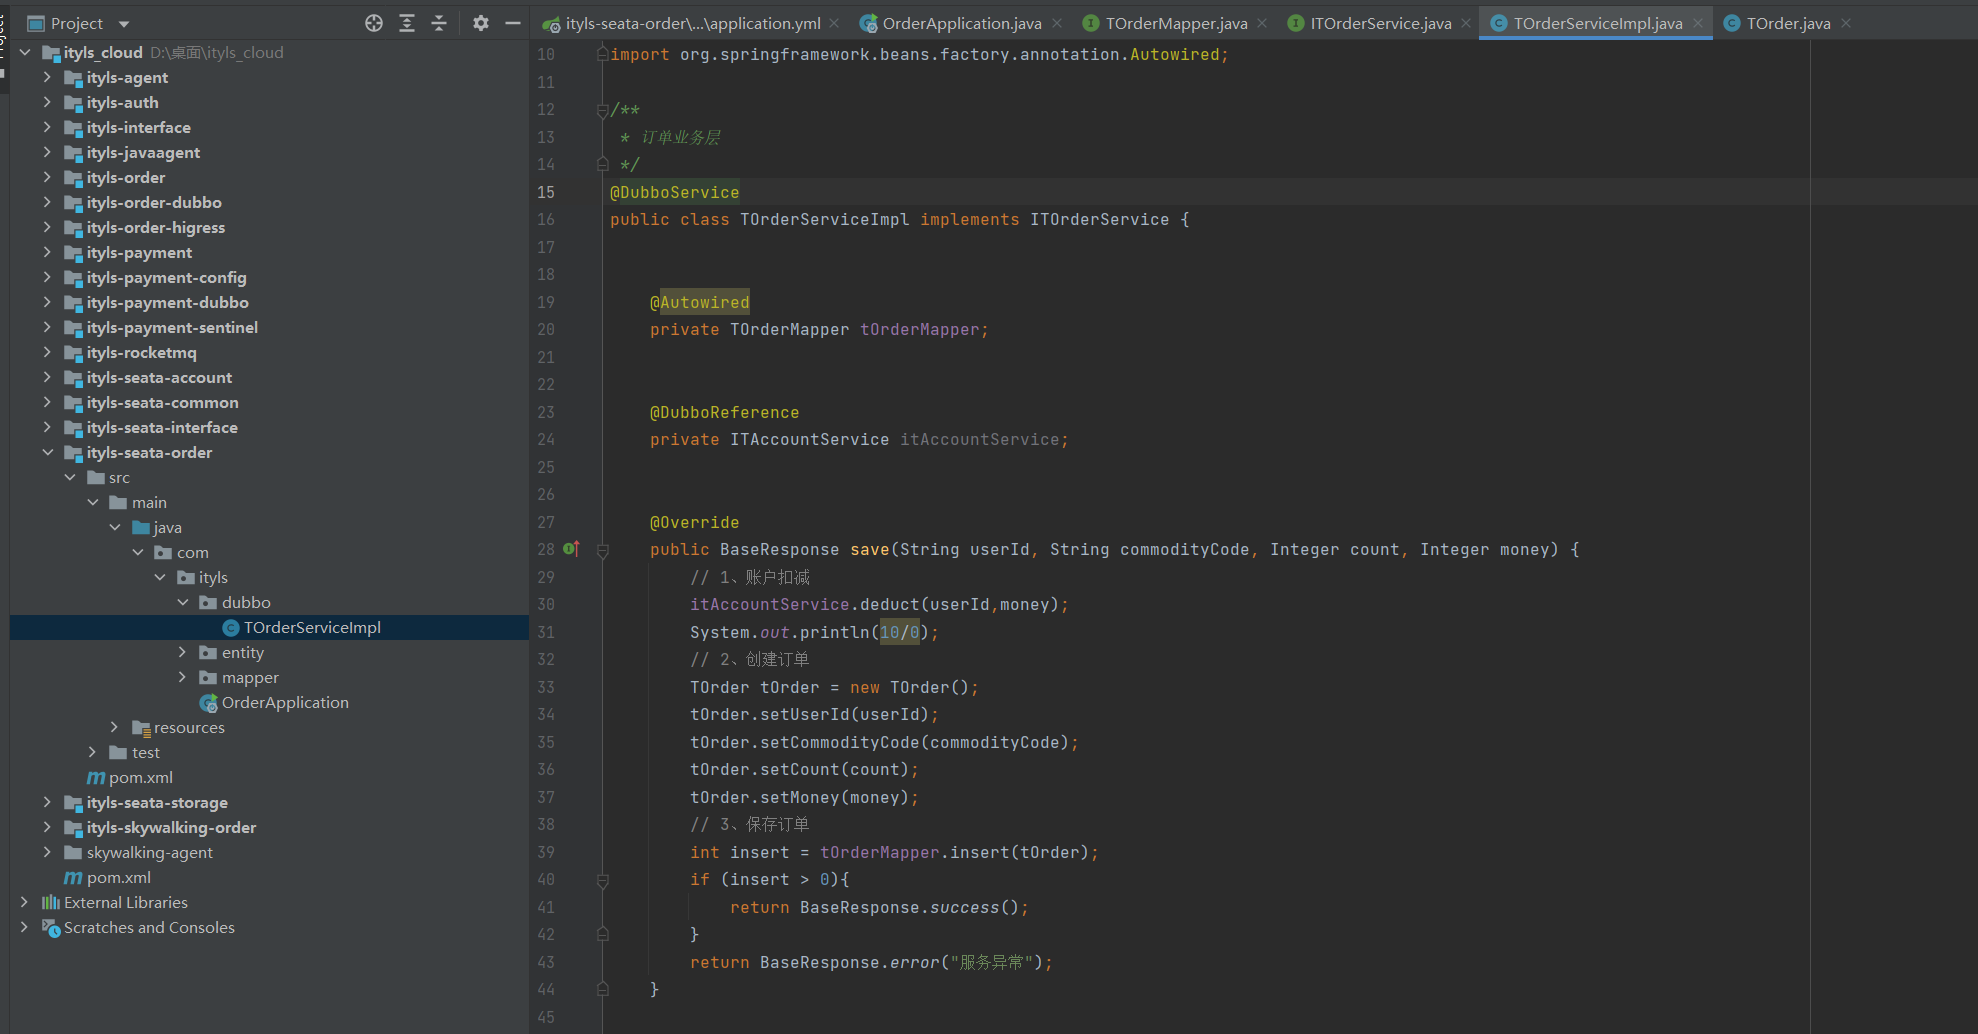 Project
ityls-seata-order\...\application.yml
OrderApplication.java
TOrderMapper.java
ITOrderService.java
TOrderServiceImpl.java
TOrder.java
ityls_cloud D:\桌面\ityls_cloud
ityls-agent
ityls-auth
ityls-interface
ityls-javaagent
ityls-order
ityls-order-dubbo
ityls-order-higress
ityls-payment
ityls-payment-config
ityls-payment-dubbo
ityls-payment-sentinel
ityls-rocketmq
ityls-seata-account
ityls-seata-common
ityls-seata-interface
ityls-seata-order
src
main
java
com
ityls
dubbo
TOrderServiceImpl
entity
mapper
OrderApplication
resources
test
pom.xml
ityls-seata-storage
ityls-skywalking-order
skywalking-agent
pom.xml
External Libraries
Scratches and Consoles
10 import org.springframework.beans.factory.annotation.Autowired;
11
12 /**
13 * 订单业务层
14 */
15 @DubboService
16 public class TOrderServiceImpl implements ITOrderService {
17
18
19 @Autowired
20 private TOrderMapper tOrderMapper;
21
22
23 @DubboReference
24 private ITAccountService itAccountService;
25
26
27 @Override
28 public BaseResponse save(String userId, String commodityCode, Integer count, Integer money) {
29 // 1、账户扣减
30 itAccountService.deduct(userId,money);
31 System.out.println(10/0);
32 // 2、创建订单
33 TOrder tOrder = new TOrder();
34 tOrder.setUserId(userId);
35 tOrder.setCommodityCode(commodityCode);
36 tOrder.setCount(count);
37 tOrder.setMoney(money);
38 // 3、保存订单
39 int insert = tOrderMapper.insert(tOrder);
40 if (insert > 0){
41 return BaseResponse.success();
42 }
43 return BaseResponse.error("服务异常");
44 }
45